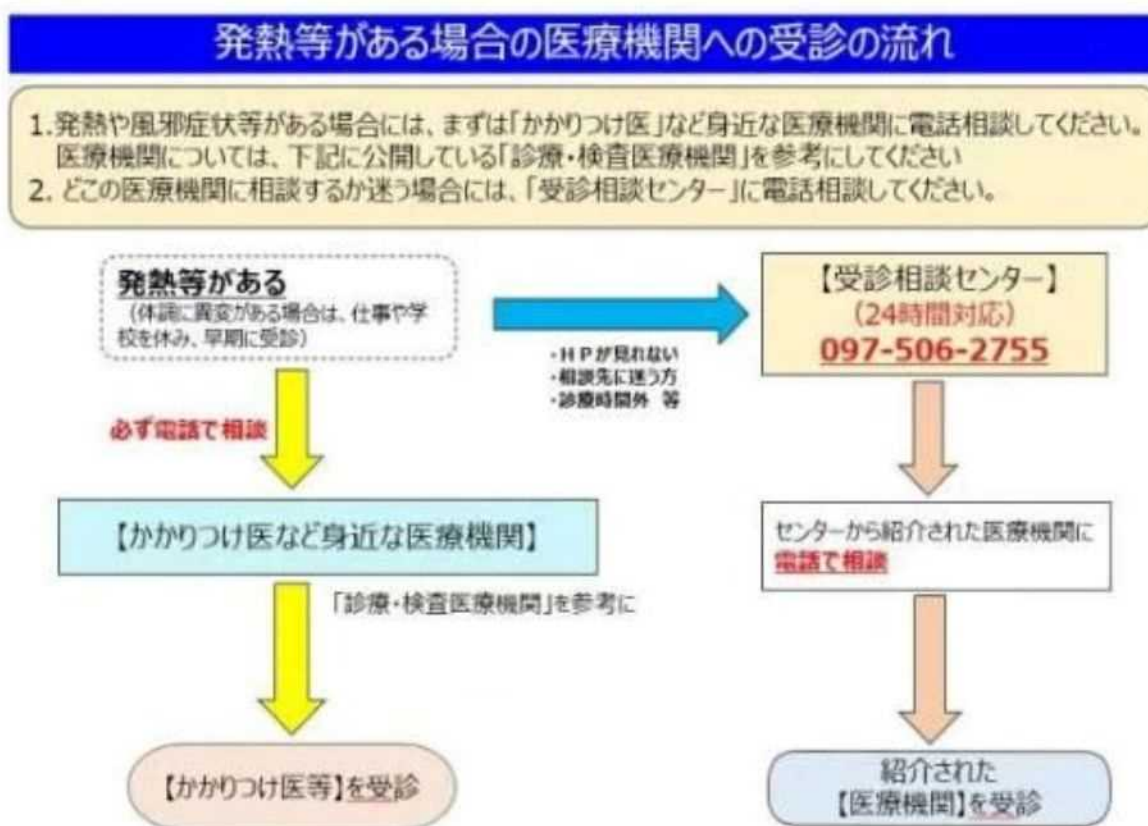 発熱等がある場合の医療機関への受診の流れ
1.発熱や風邪症状等がある場合には、まずは「かかりつけ医」など身近な医療機関に電話相談してください。
医療機関については、下記に公開している「診療・検査医療機関」を参考にしてください
2. どこの医療機関に相談するか迷う場合には、「受診相談センター」に電話相談してください。
発熱等がある
(体調に異変がある場合は、仕事や学
校を休み、早期に受診)
・HPが見れない
・相談先に迷う方
・診療時間外 等
【受診相談センター】
(24時間対応)
097-506-2755
必ず電話で相談
【かかりつけ医など身近な医療機関】
「診療・検査医療機関」を参考に
【かかりつけ医等】を受診
センターから紹介された医療機関に
電話で相談
紹介された
【医療機関】を受診